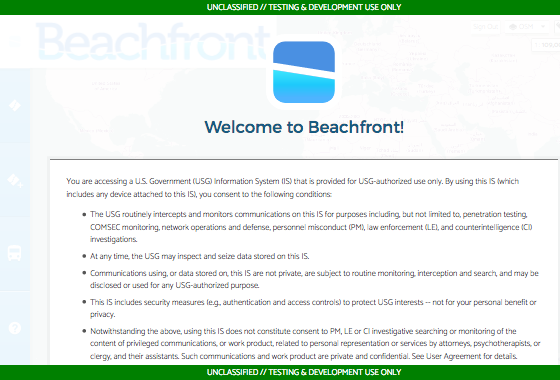 UNCLASSIFIED // TESTING & DEVELOPMENT USE ONLY
Beachfront
Welcome to Beachfront!
You are accessing a U.S. Government (USG) Information System (IS) that is provided for USG-authorized use only. By using this IS (which
includes any device attached to this IS), you consent to the following conditions:
The USG routinely intercepts and monitors communications on this IS for purposes including, but not limited to, penetration testing,
COMSEC monitoring, network operations and defense, personnel misconduct (PM), law enforcement (LE), and counterintelligence (CI)
investigations.
At any time, the USG may inspect and seize data stored on this IS.
Communications using, or data stored on, this IS are not private, are subject to routine monitoring, interception and search, and may be
disclosed or used for any USG-authorized purpose.
This IS includes security measures (e.g., authentication and access controls) to protect USG interests -- not for your personal benefit or
privacy.
Notwithstanding the above, using this IS does not constitute consent to PM, LE or CI investigative searching or monitoring of the
content of privileged communications, or work product, related to personal representation or services by attorneys, psychotherapists, or
clergy, and their assistants. Such communications and work product are private and confidential. See User Agreement for details.
UNCLASSIFIED // TESTING & DEVELOPMENT USE ONLY